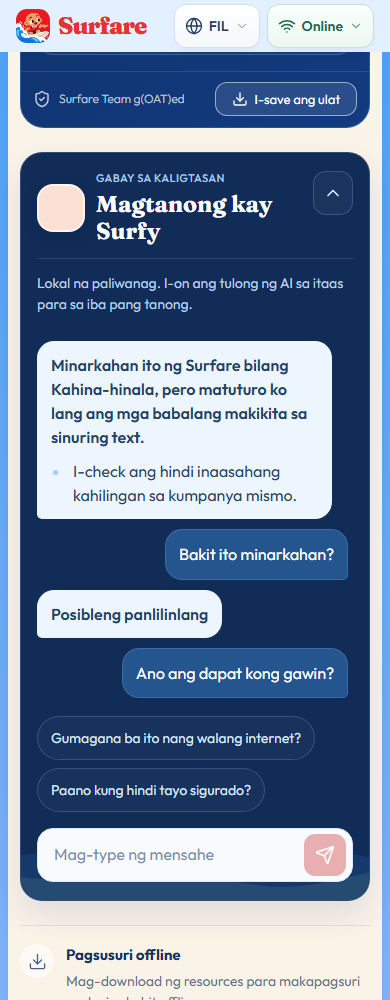 Surfare
FIL
Online
Surfare Team g(OAT)ed
I-save ang ulat
GABAY SA KALIGTASAN
Magtanong kay
Surfy
Lokal na paliwanag. I-on ang tulong ng AI sa itaas
para sa iba pang tanong.
Minarkahan ito ng Surfare bilang
Kahina-hinala, pero matuturo ko
lang ang mga babalang makikita sa
sinuring text.
I-check ang hindi inaasahang
kahilingan sa kumpanya mismo.
Bakit ito minarkahan?
Posibleng panlilinlang
Ano ang dapat kong gawin?
Gumagana ba ito nang walang internet?
Paano kung hindi tayo sigurado?
Mag-type ng mensahe
Pagsusuri offline
Mag-download ng resources para makapagsuri